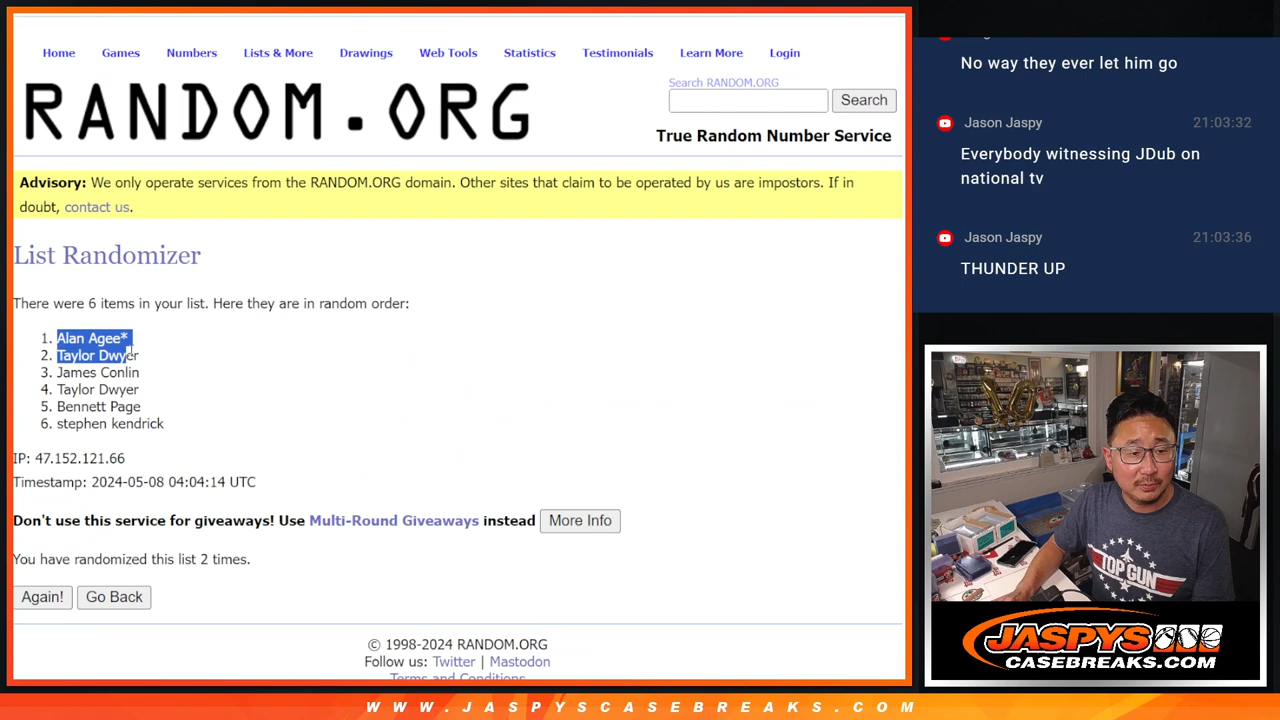 Home Games Numbers Lists & More Drawings Web Tools Statistics Testimonials Learn More Login
RANDOM.ORG
Search RANDOM.ORG
Search
True Random Number Service
Advisory: We only operate services from the RANDOM.ORG domain. Other sites that claim to be operated by us are impostors. If in
doubt, contact us.
List Randomizer
There were 6 items in your list. Here they are in random order:
1. Alan Agee*
2. Taylor Dwyer
3. James Conlin
4. Taylor Dwyer
5. Bennett Page
6. stephen kendrick
IP: 47.152.121.66
Timestamp: 2024-05-08 04:04:14 UTC
Don't use this service for giveaways! Use Multi-Round Giveaways instead More Info
You have randomized this list 2 times.
Again! Go Back
© 1998-2024 RANDOM.ORG
Follow us: Twitter | Mastodon
Terms and Conditions
No way they ever let him go
Jason Jaspy 21:03:32
Everybody witnessing JDub on
national tv
Jason Jaspy 21:03:36
THUNDER UP
10
TOP GUN
JASPYS
CASEBREAKS.COM
WWW.JASPYSCASEBREAKS.COM